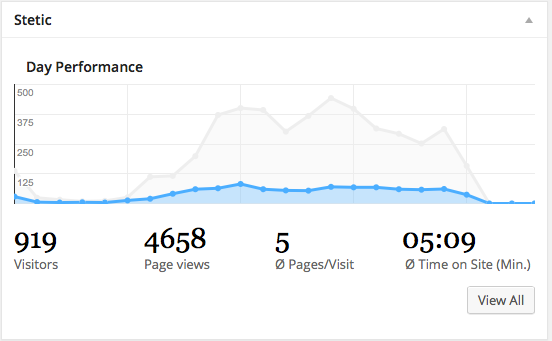 Stetic
Day Performance
500
375
250
125
919 4658 5 05:09
Visitors Page views Ø Pages/Visit Ø Time on Site (Min.)
View All